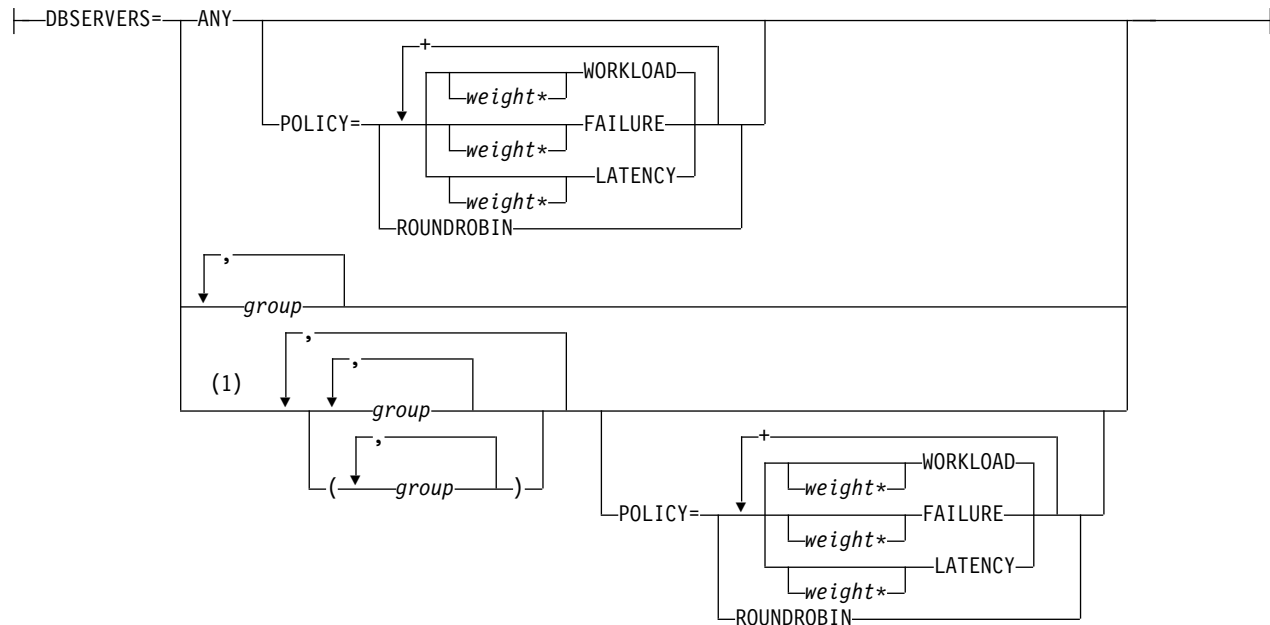 DBSERVERS= ANY
+
WORKLOAD
weight*
POLICY= FAILURE
weight*
LATENCY
weight*
ROUNDROBIN
,
group
,
,
(1)
group
,
( group )
+
WORKLOAD
weight*
POLICY= FAILURE
weight*
LATENCY
weight*
ROUNDROBIN